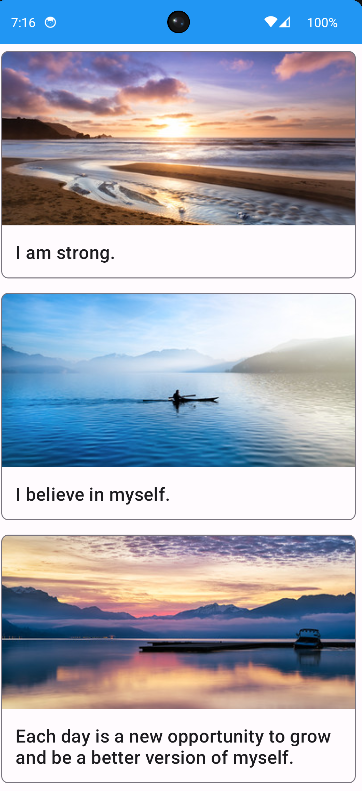 7:16 100%
I am strong.
I believe in myself.
Each day is a new opportunity to grow
and be a better version of myself.